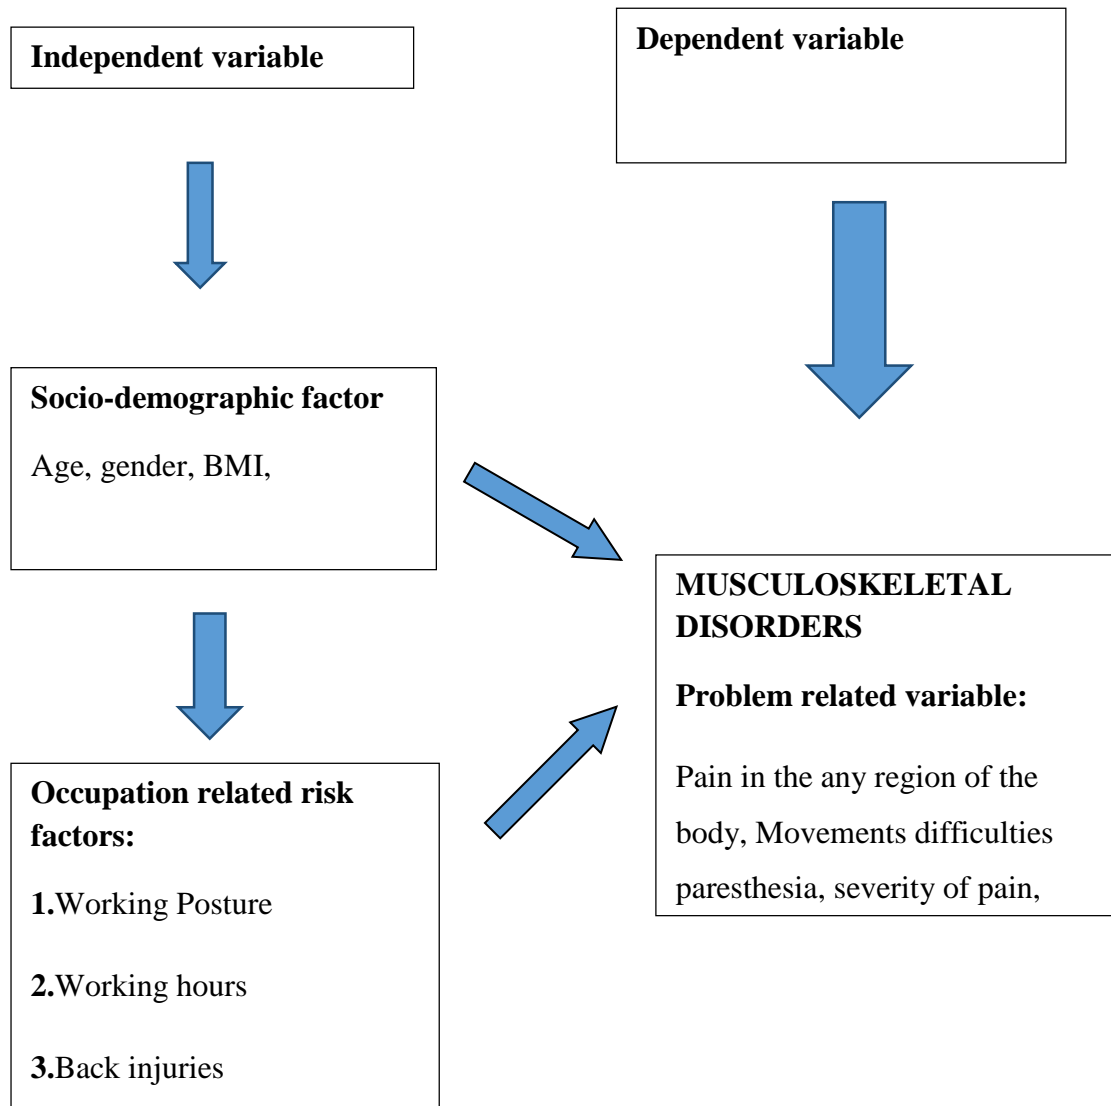 Independent variable
Dependent variable
Socio-demographic factor
Age, gender, BMI,
Occupation related risk
factors:
1.Working Posture
2.Working hours
3.Back injuries
MUSCULOSKELETAL
DISORDERS
Problem related variable:
Pain in the any region of the
body, Movements difficulties
paresthesia, severity of pain,